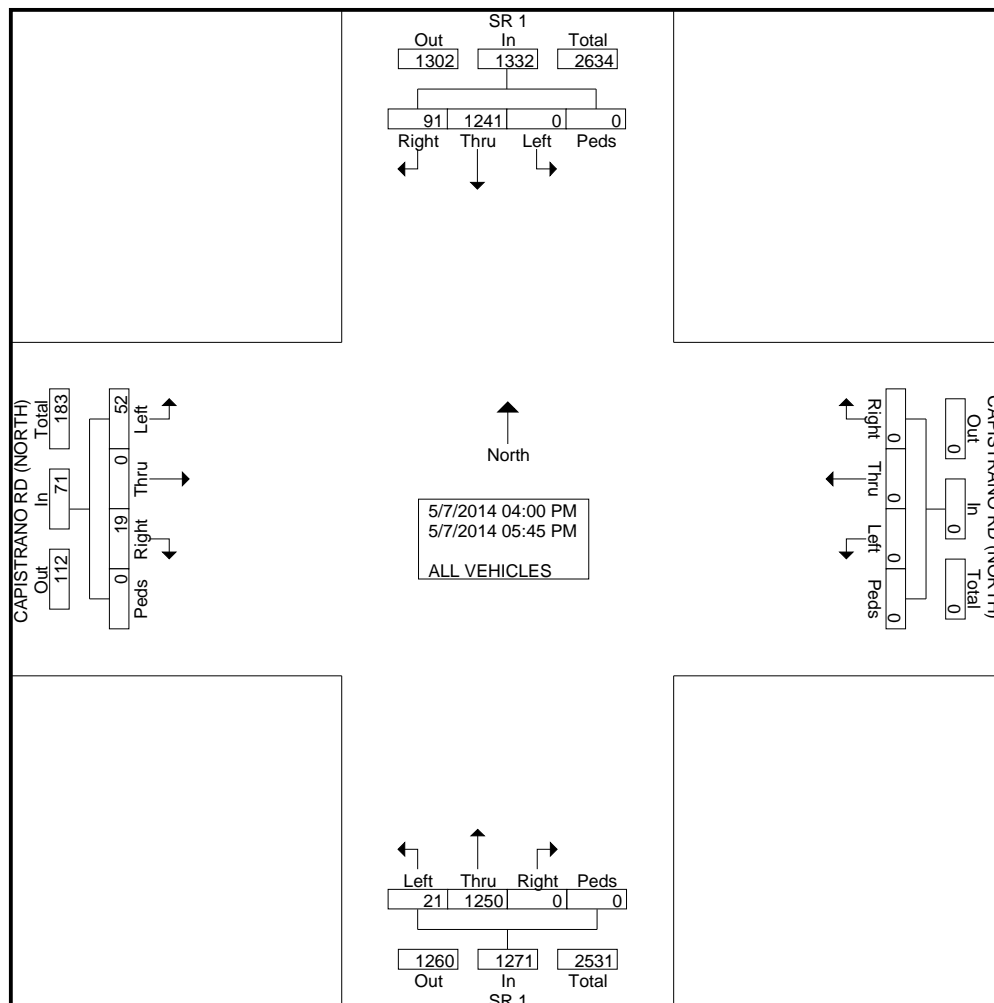 SR 1
Out In Total
1302 1332 2634
91 1241 0 0
Right Thru Left Peds
CAPISTRANO RD (NORTH)
Total In Out
183 71 112
52 0 19 0
Left Thru Right Peds
North
5/7/2014 04:00 PM
5/7/2014 05:45 PM
ALL VEHICLES
Right Thru Left Peds
0 0 0 0
Out In Total
0 0 0
CAPISTRANO RD (NORTH)
Left Thru Right Peds
21 1250 0 0
1260 1271 2531
Out In Total
SR 1